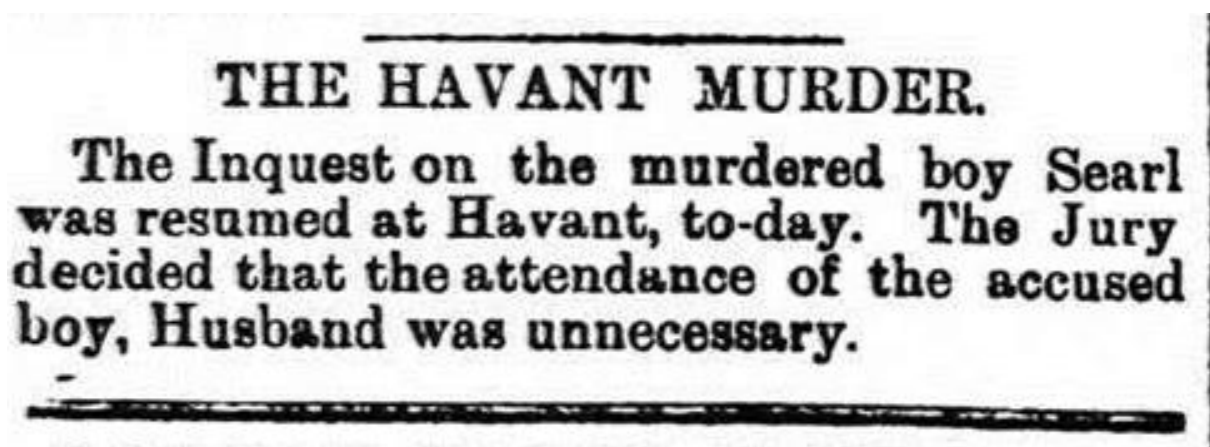 THE HAVANT MURDER.
The Inquest on the murdered boy Searl
was resumed at Havant, to-day. The Jury
decided that the attendance of the accused
boy, Husband was unnecessary.